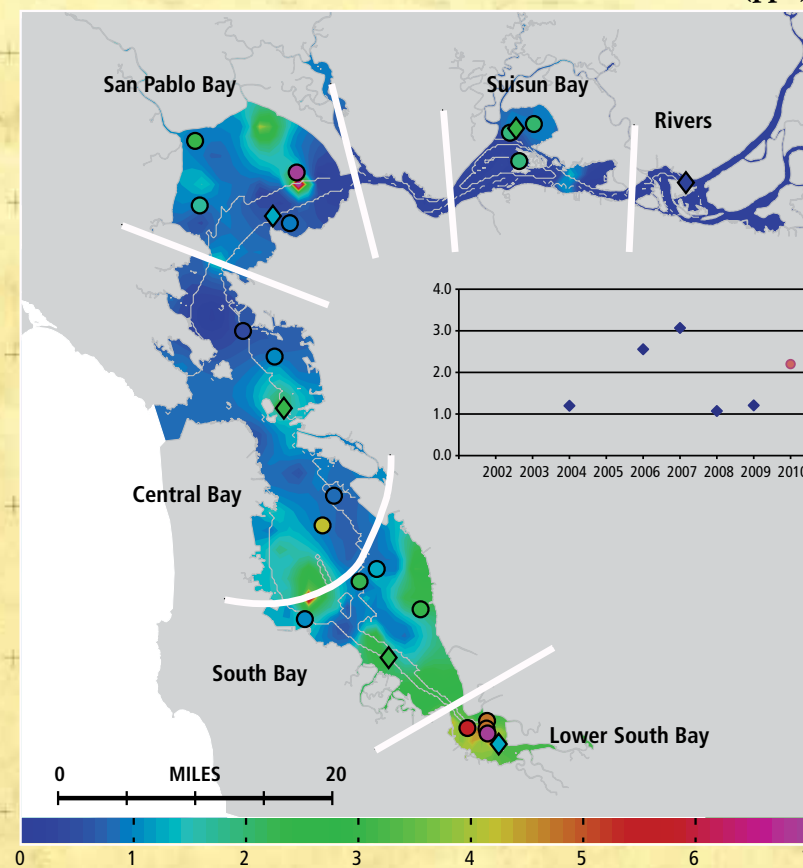 San Pablo Bay
Suisun Bay
Rivers
4.0
3.0
2.0
1.0
0.0
2002 2003 2004 2005 2006 2007 2008 2009 2010
Central Bay
South Bay
Lower South Bay
0 MILES 20
0 1 2 3 4 5 6